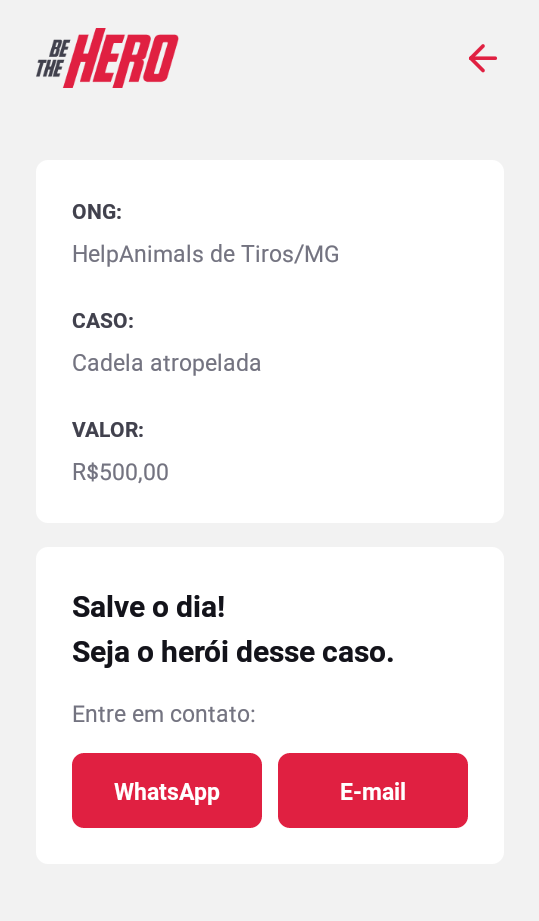 BE
THE HERO
ONG:
HelpAnimals de Tiros/MG
CASO:
Cadela atropelada
VALOR:
R$500,00
Salve o dia!
Seja o herói desse caso.
Entre em contato:
WhatsApp E-mail